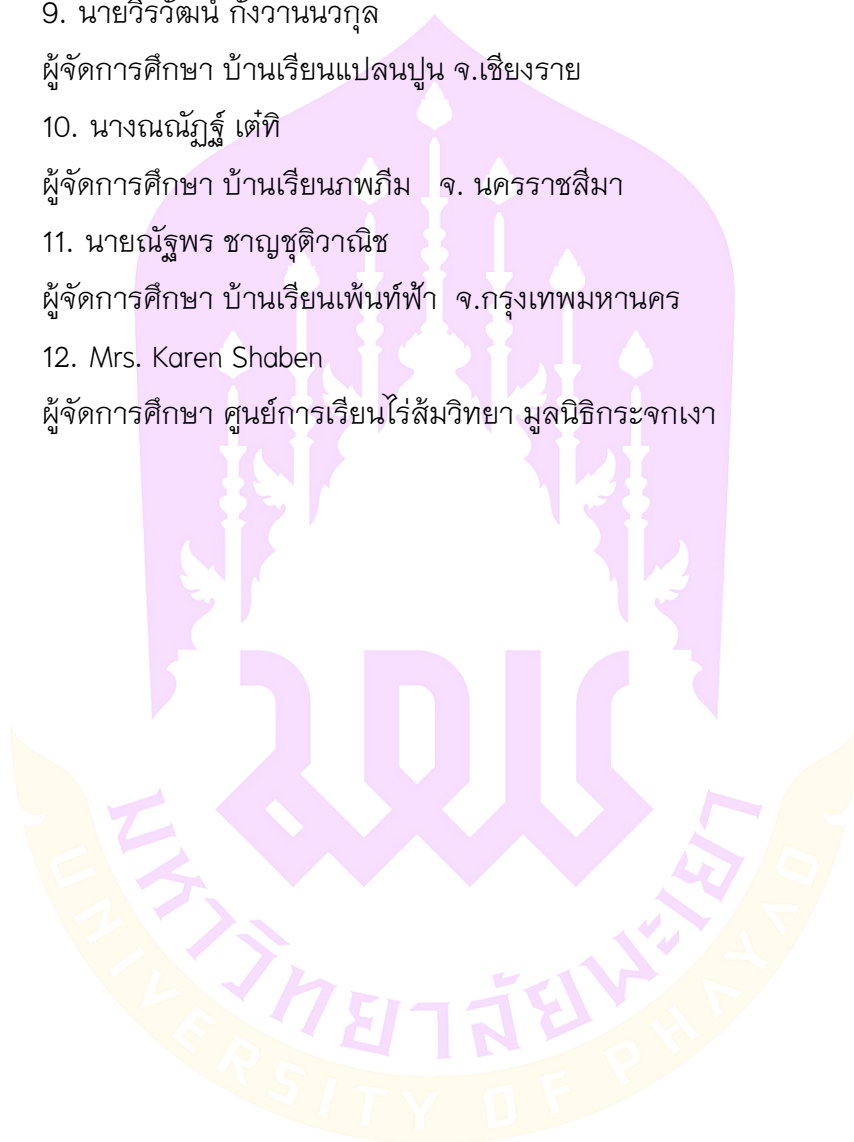 9. นายวิรวัฒน์ กังวานนวกุล
ผู้จัดการศึกษา บ้านเรียนแปลนปูน จ.เชียงราย
10. นางณณัฏฐ์ เต๋ทิ
ผู้จัดการศึกษา บ้านเรียนภพภีม จ. นครราชสีมา
11. นายณัฐพร ชาญชุติวาณิช
ผู้จัดการศึกษา บ้านเรียนเพ้นท์ฟ้า จ.กรุงเทพมหานคร
12. Mrs. Karen Shaben
ผู้จัดการศึกษา ศูนย์การเรียนไร่ส้มวิทยา มูลนิธิกระจกเงา
มหาวิทยาลัยพะเยา
UNIVERSITY OF PHAYAO